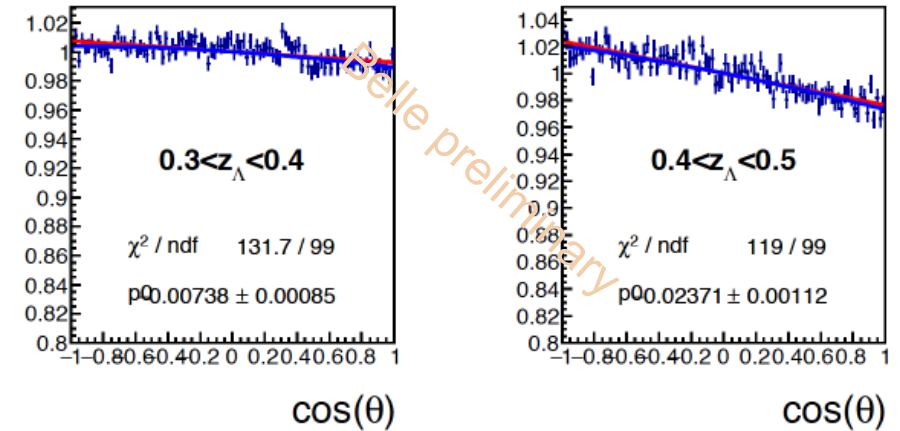 1.02
1
0.98
0.96
0.94
0.92
0.9
0.88
0.86
0.84
0.82
0.8
0.3<z_Λ<0.4
χ² / ndf 131.7 / 99
p0 -0.00738 ± 0.00085
-1 -0.8 -0.6 -0.4 -0.2 0 0.2 0.4 0.6 0.8 1
cos(θ)
Belle preliminary
1.04
1.02
1
0.98
0.96
0.94
0.92
0.9
0.88
0.86
0.84
0.82
0.8
0.4<z_Λ<0.5
χ² / ndf 119 / 99
p0 -0.02371 ± 0.00112
-1 -0.8 -0.6 -0.4 -0.2 0 0.2 0.4 0.6 0.8 1
cos(θ)